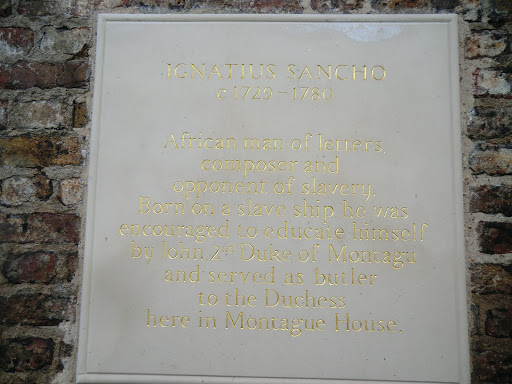 IGNATIUS SANCHO
c 1729-1780
African man of letters,
composer and
opponent of slavery.
Born on a slave ship he was
encouraged to educate himself
by John 2nd Duke of Montagu
and served as butler
to the Duchess
here in Montague House.